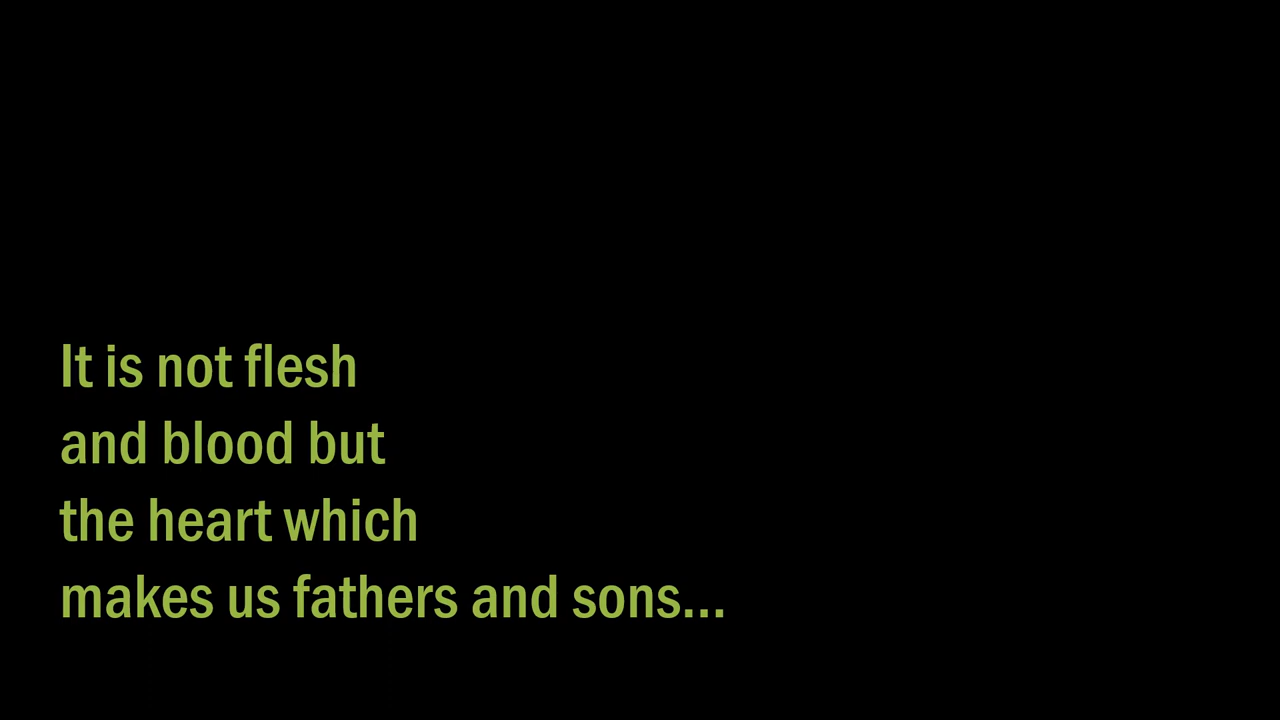 It is not flesh
and blood but
the heart which
makes us fathers and sons...